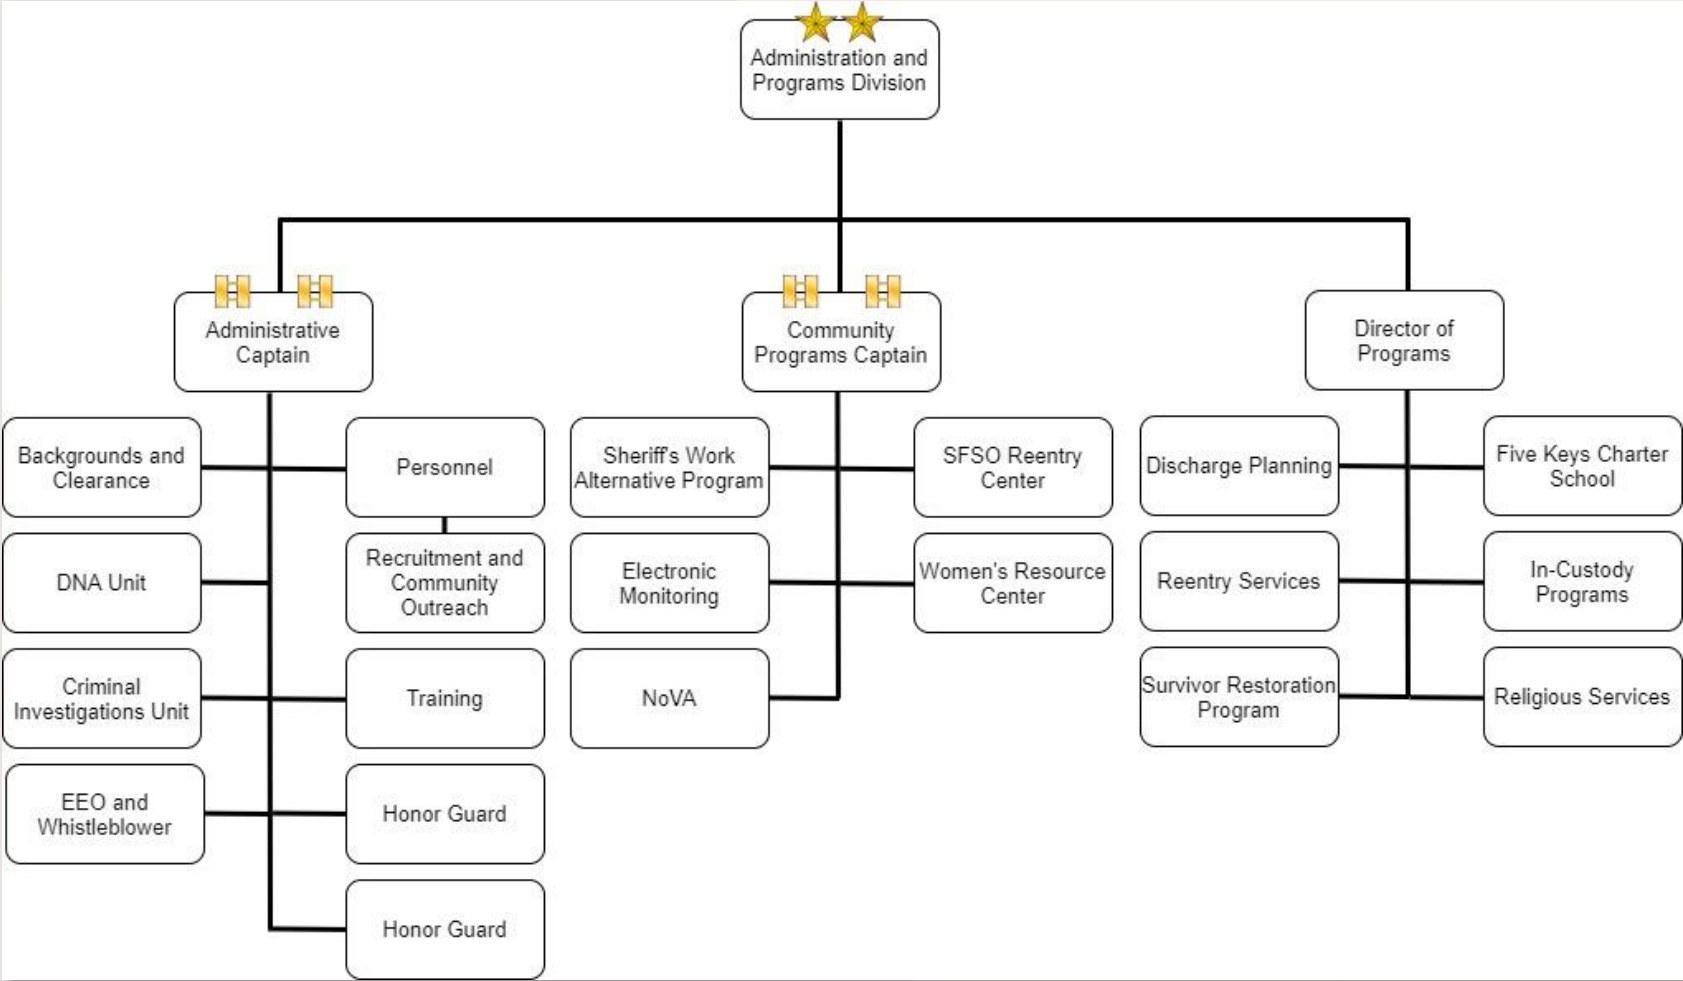 Administration and
Programs Division
Administrative
Captain
Community
Programs Captain
Director of
Programs
Backgrounds and
Clearance
Personnel
DNA Unit
Recruitment and
Community
Outreach
Criminal
Investigations Unit
Training
EEO and
Whistleblower
Honor Guard
Honor Guard
Sheriff's Work
Alternative Program
SFSO Reentry
Center
Electronic
Monitoring
Women's Resource
Center
NoVA
Discharge Planning
Five Keys Charter
School
Reentry Services
In-Custody
Programs
Survivor Restoration
Program
Religious Services